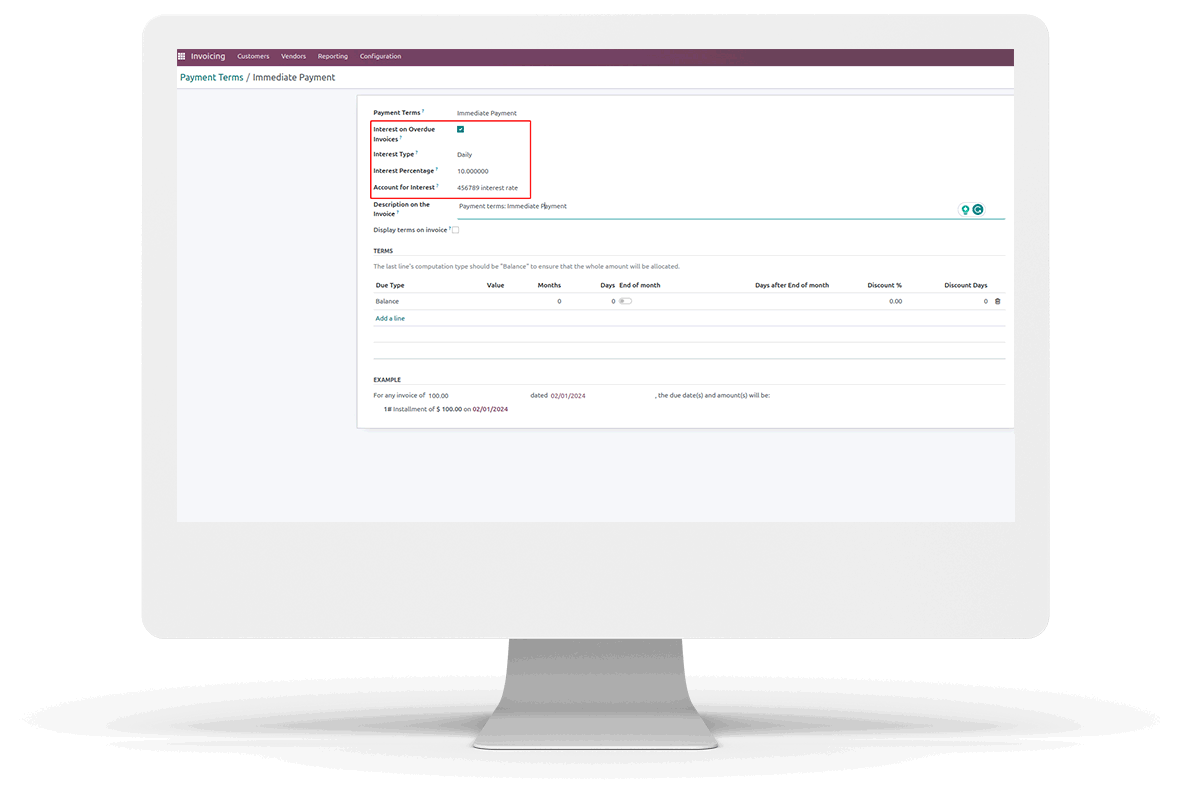 Invoicing Customers Vendors Reporting Configuration
Payment Terms / Immediate Payment
Payment Terms ? Immediate Payment
Interest on Overdue
Invoices ?
Interest Type ? Daily
Interest Percentage ? 10.000000
Account for Interest ? 456789 interest rate
Description on the
Invoice ?
Payment terms: Immediate Payment
Display terms on invoice ?
TERMS
The last line's computation type should be "Balance" to ensure that the whole amount will be allocated.
Due Type Value Months Days End of month Days after End of month Discount % Discount Days
Balance 0 0 0.00 0
Add a line
EXAMPLE
For any invoice of 100.00 dated 02/01/2024 , the due date(s) and amount(s) will be:
1# Installment of $ 100.00 on 02/01/2024